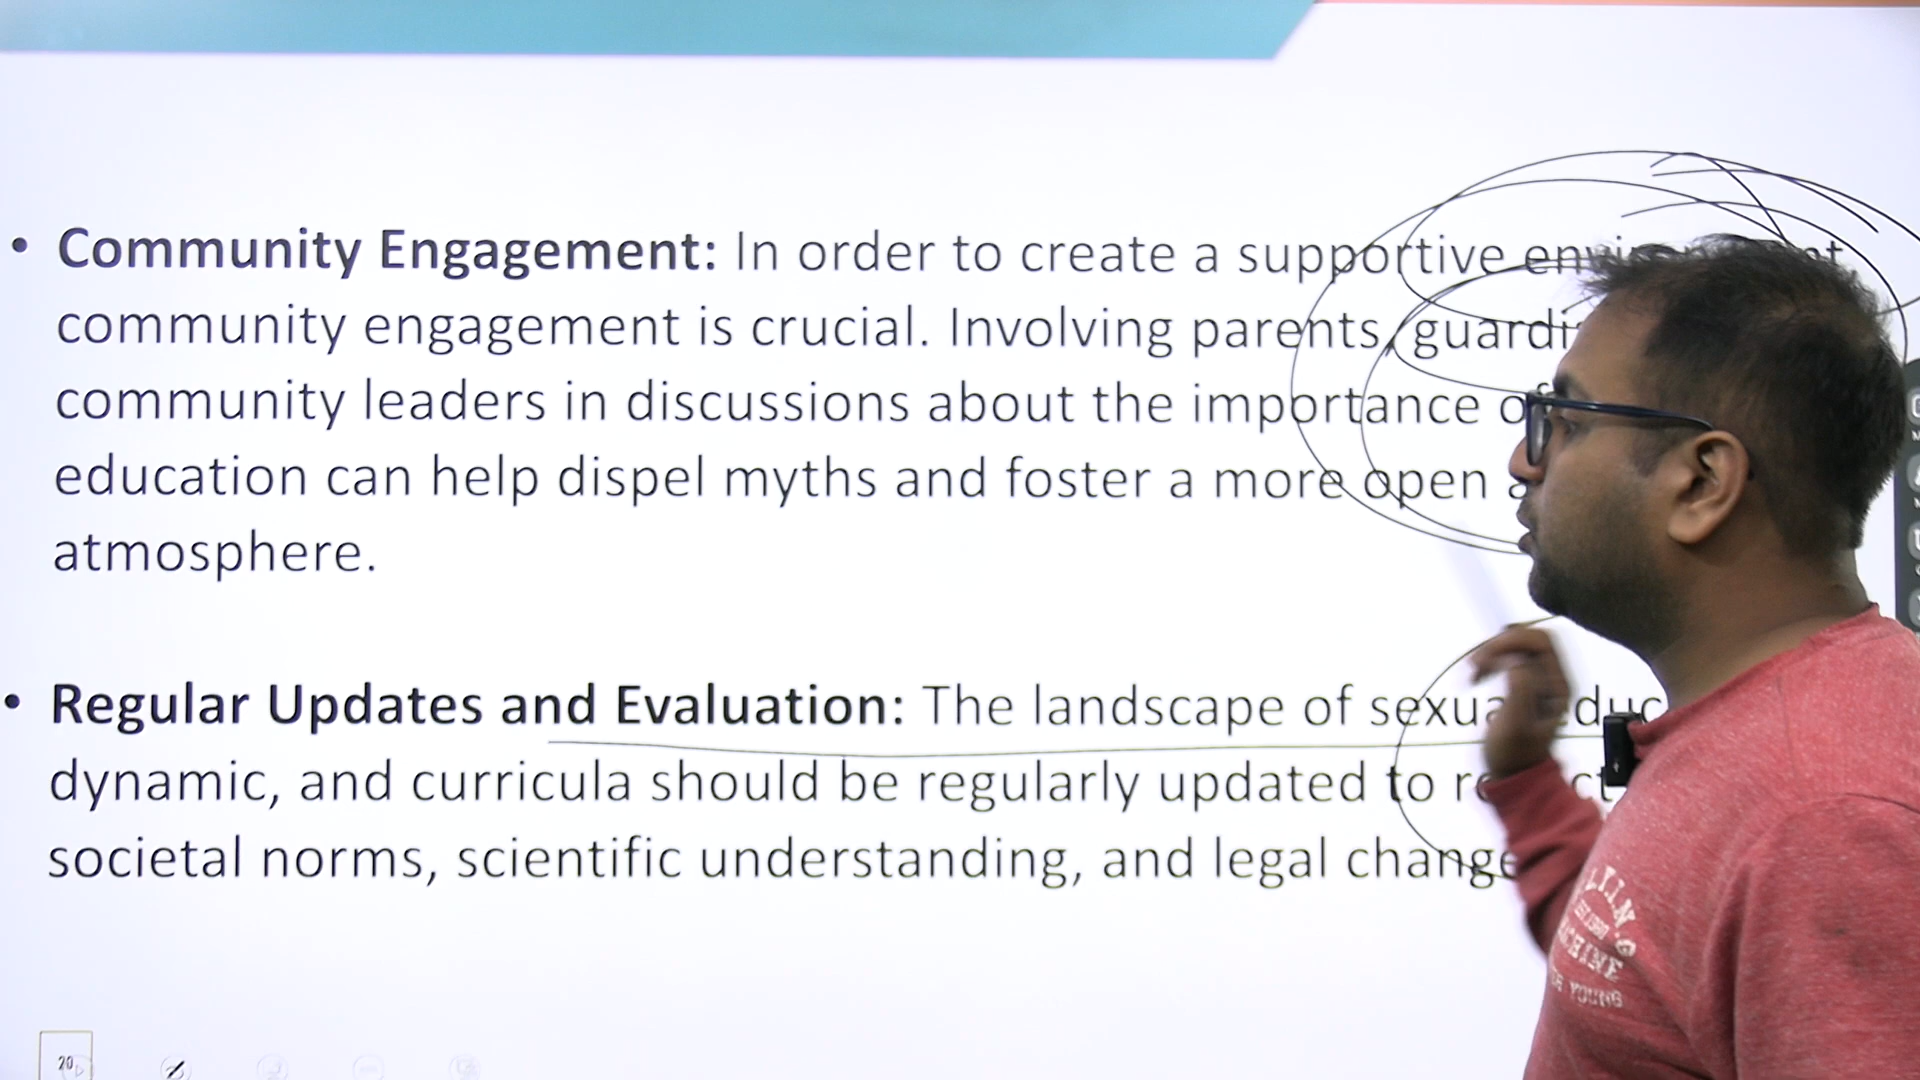 • Community Engagement: In order to create a supportive
community engagement is crucial. Involving parents,
community leaders in discussions about the importance
education can help dispel myths and foster a more open
atmosphere.
• Regular Updates and Evaluation: The landscape of
dynamic, and curricula should be regularly updated to
societal norms, scientific understanding, and legal
MACHINE
YOUNG
20